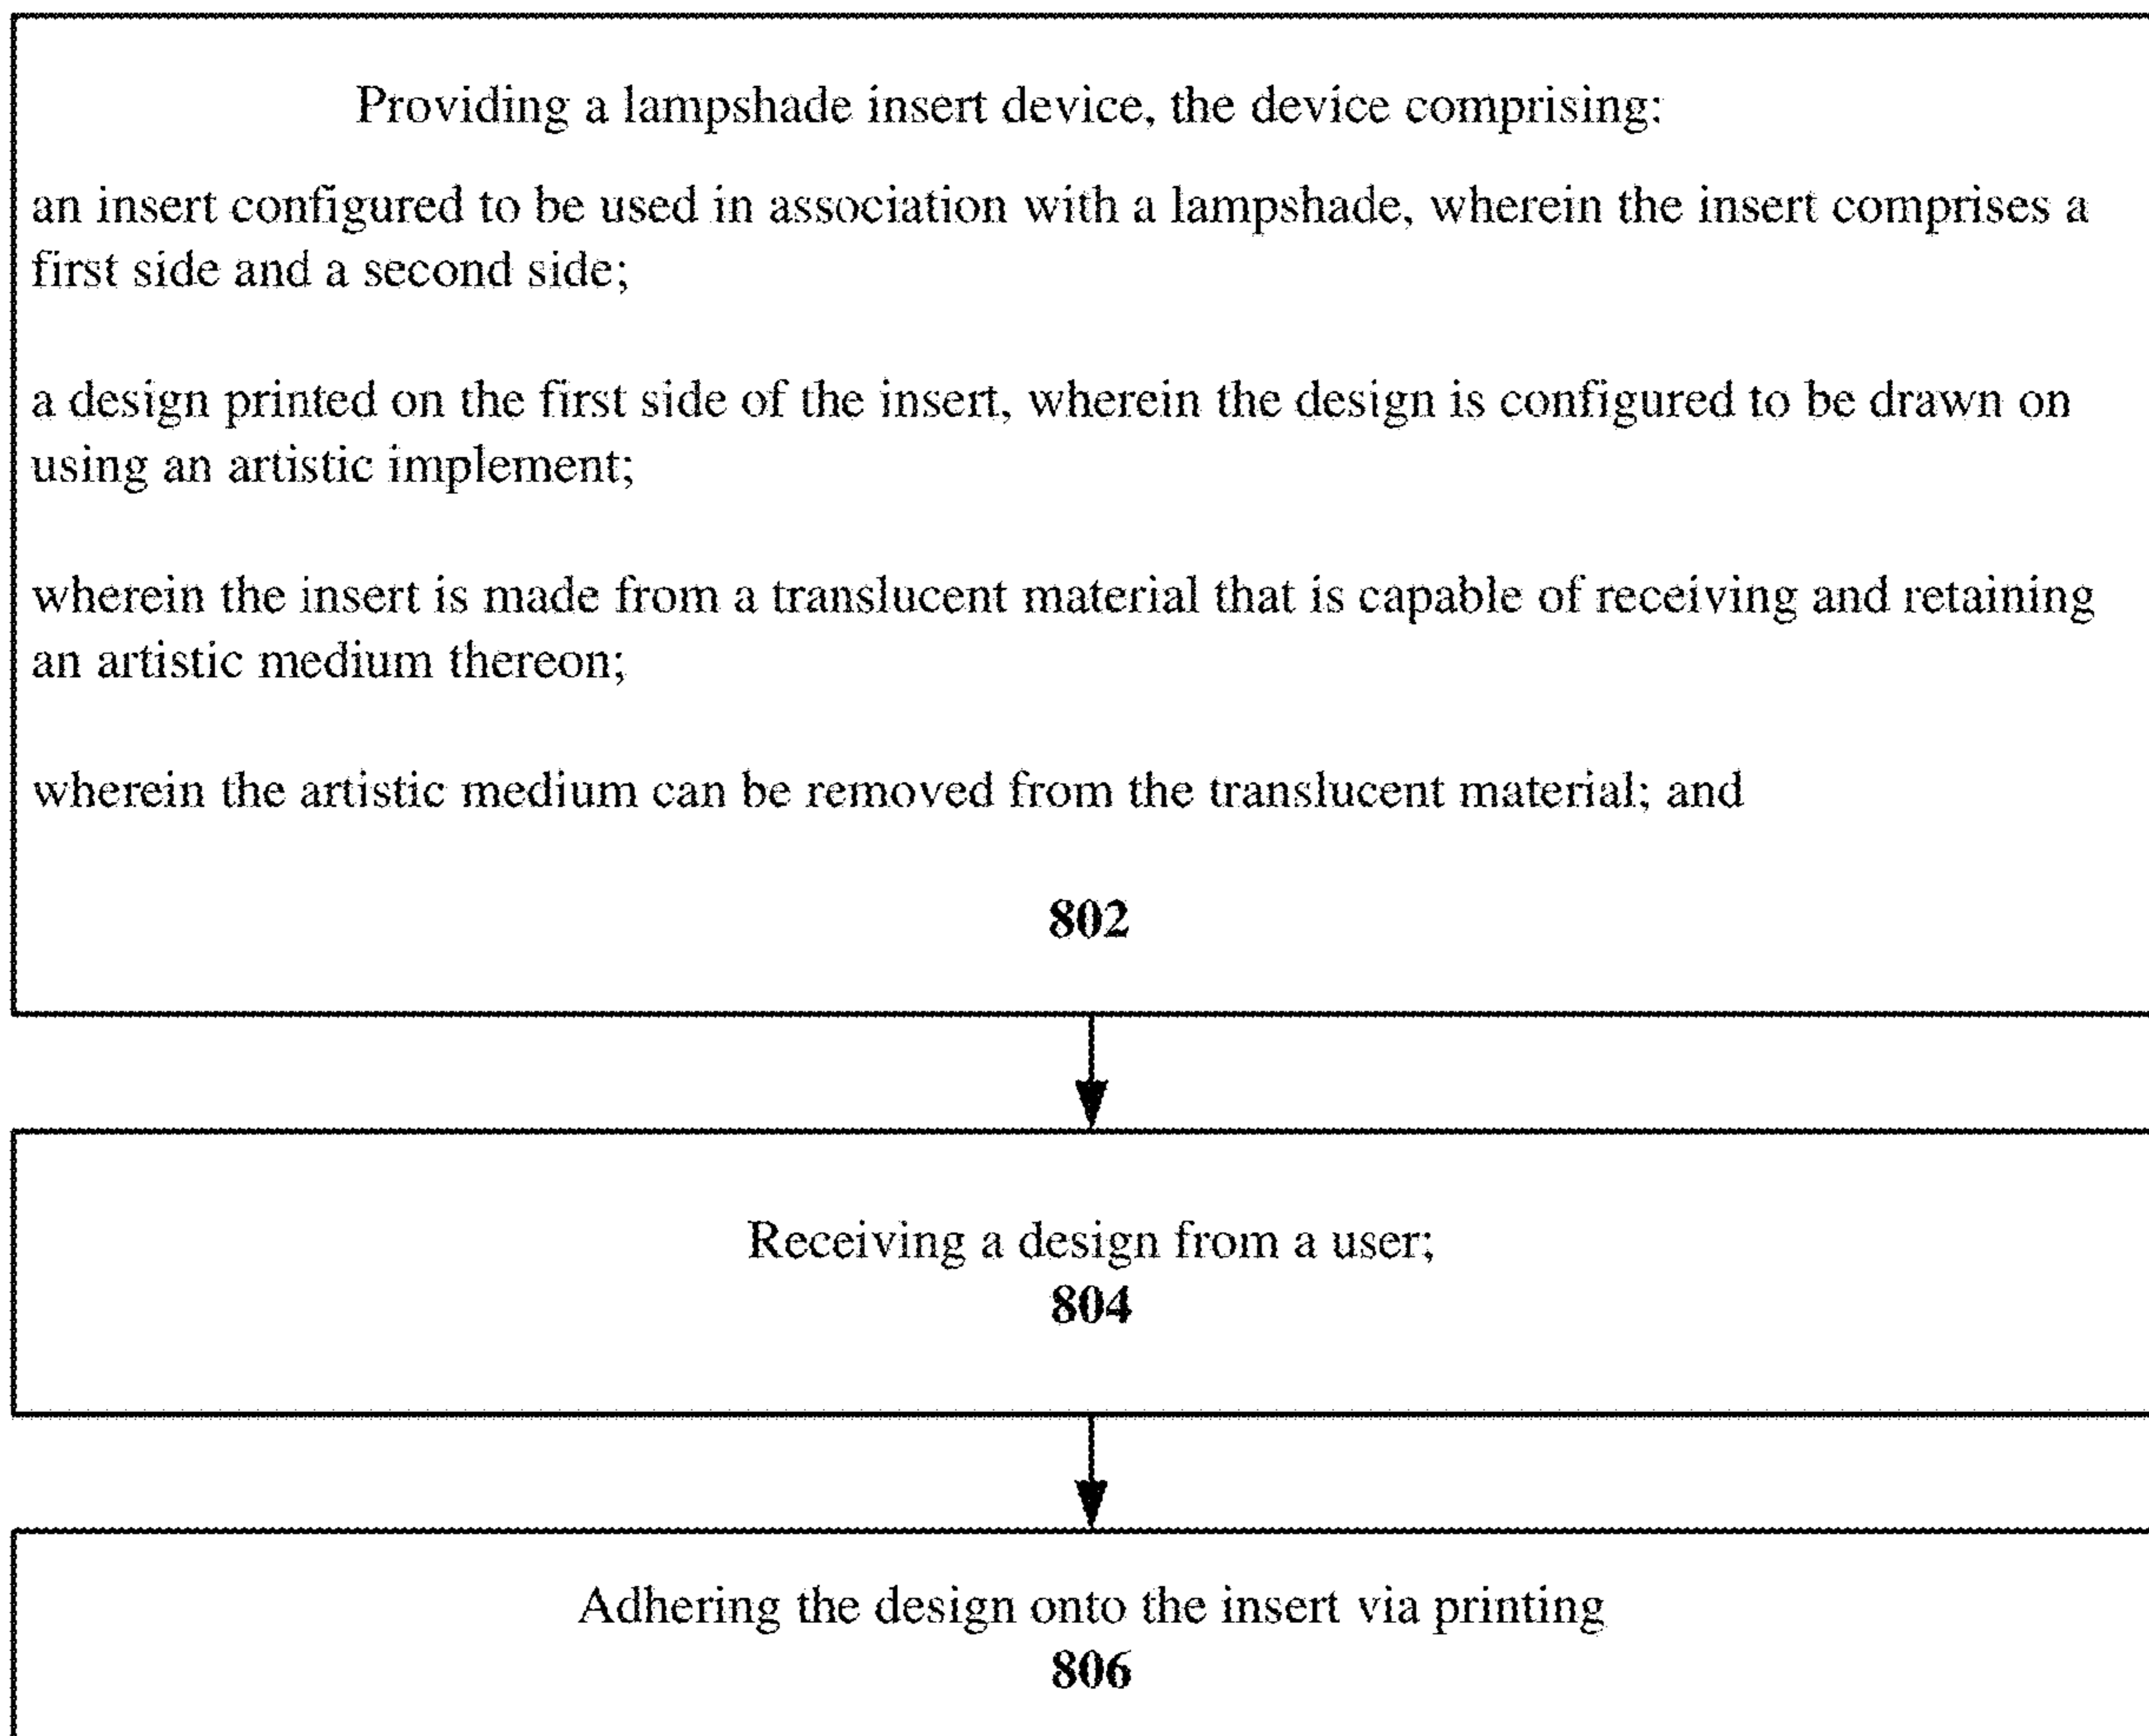 Providing a lampshade insert device, the device comprising:
an insert configured to be used in association with a lampshade, wherein the insert comprises a
first side and a second side;
a design printed on the first side of the insert, wherein the design is configured to be drawn on
using an artistic implement;
wherein the insert is made from a translucent material that is capable of receiving and retaining
an artistic medium thereon;
wherein the artistic medium can be removed from the translucent material; and
802
Receiving a design from a user;
804
Adhering the design onto the insert via printing
806